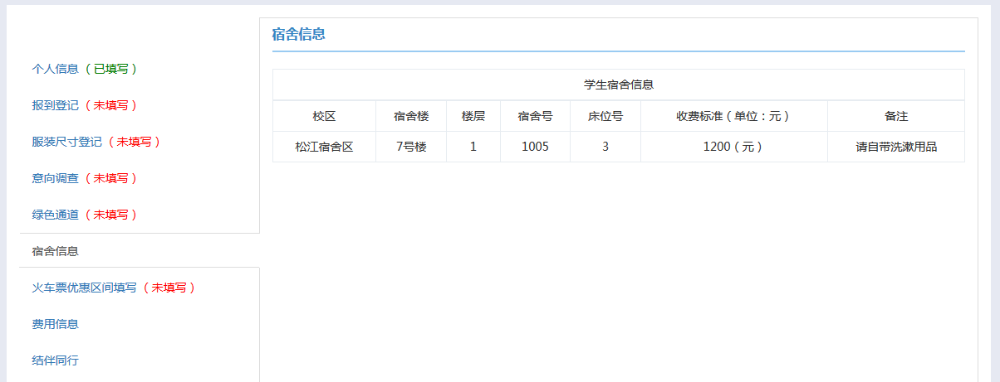 个人信息（已填写）
报到登记（未填写）
服装尺寸登记（未填写）
意向调查（未填写）
绿色通道（未填写）
宿舍信息
火车票优惠区间填写（未填写）
费用信息
结伴同行
宿舍信息
学生宿舍信息
校区 宿舍楼 楼层 宿舍号 床位号 收费标准（单位：元） 备注
松江宿舍区 7号楼 1 1005 3 1200（元） 请自带洗漱用品